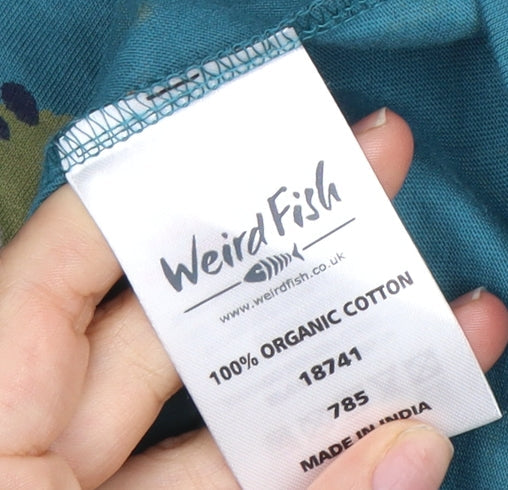 Weird Fish
www.weirdfish.co.uk
100% ORGANIC COTTON
18741
785
MADE IN INDIA